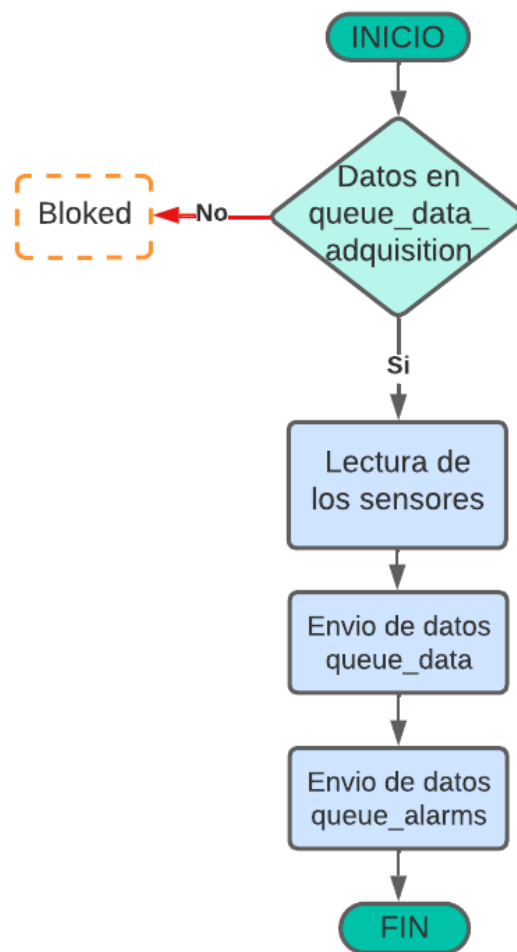 INICIO
Datos en
queue_data_
adquisition
No
Bloked
Si
Lectura de
los sensores
Envio de datos
queue_data
Envio de datos
queue_alarms
FIN